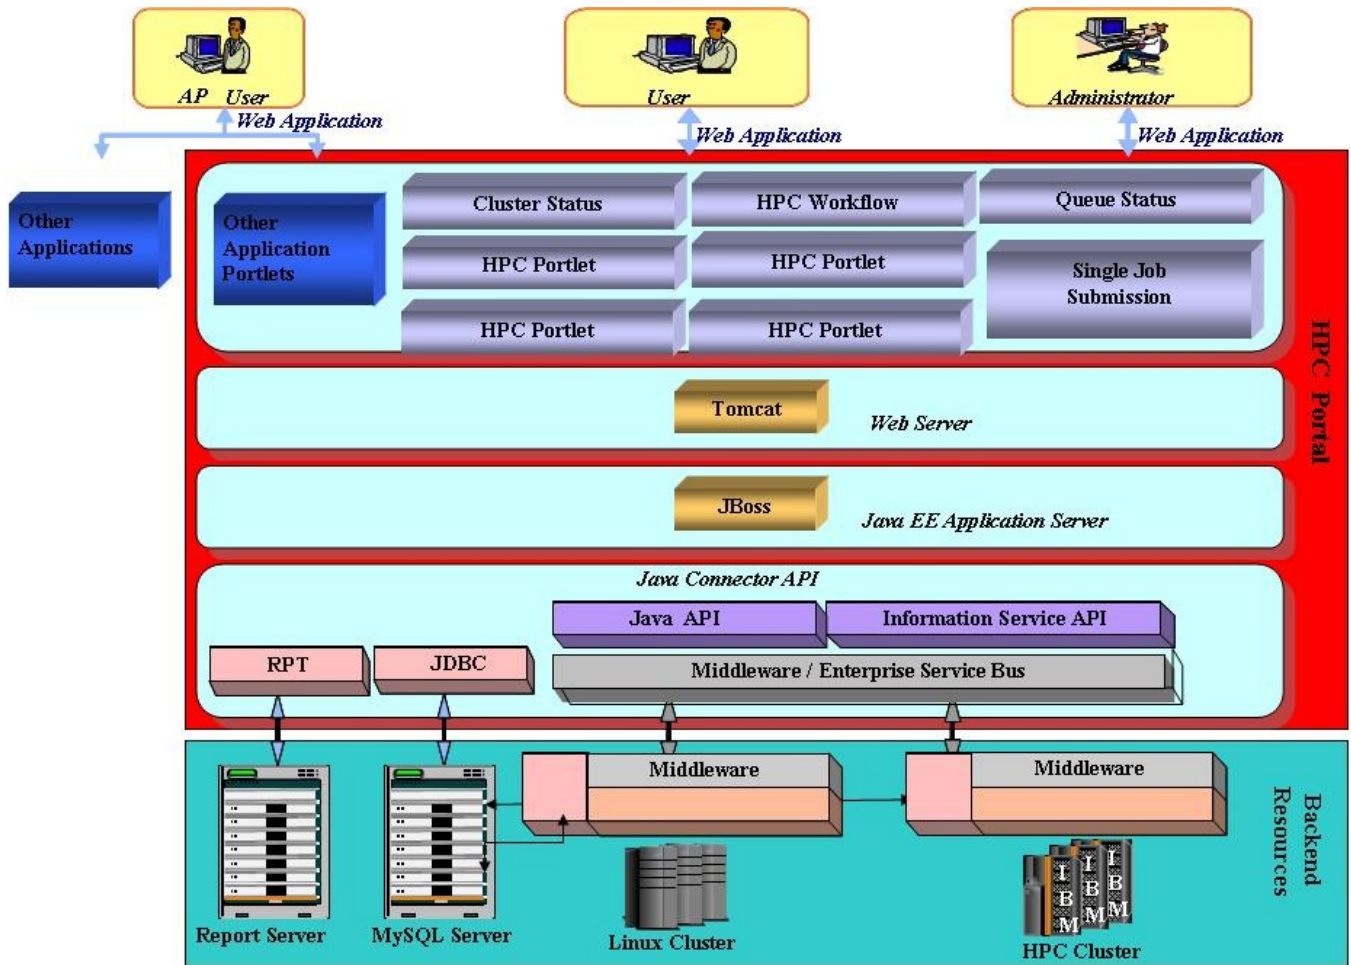 AP User
User
Administrator
Web Application
Web Application
Web Application
Other
Applications
Other
Application
Portlets
Cluster Status
HPC Workflow
Queue Status
HPC Portlet
HPC Portlet
Single Job
Submission
HPC Portlet
HPC Portlet
HPC Portal
Tomcat
Web Server
JBoss
Java EE Application Server
Java Connector API
Java API
Information Service API
RPT
JDBC
Middleware / Enterprise Service Bus
Middleware
Middleware
Backend
Resources
IBM
IBM
IBM
Report Server
MySQL Server
Linux Cluster
HPC Cluster